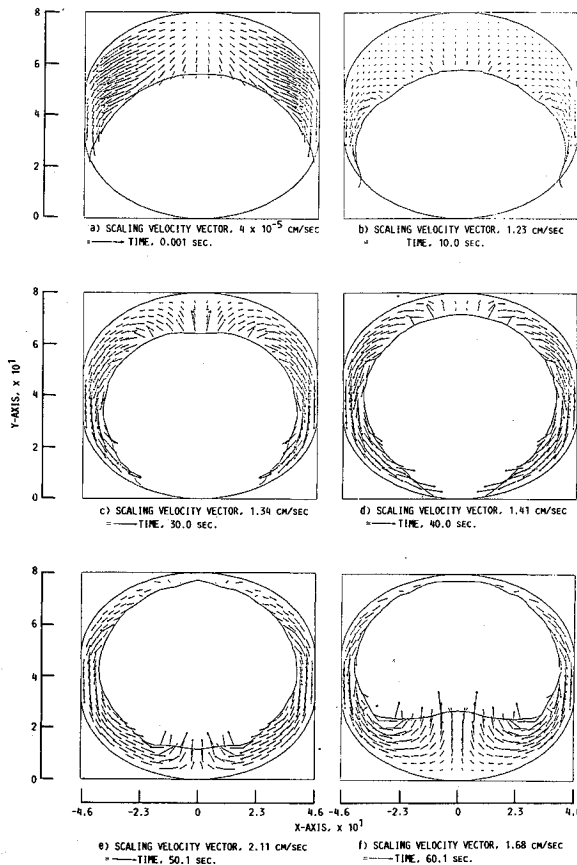 8
6
4
2
0
a) SCALING VELOCITY VECTOR, 4 x 10⁻⁵ CM/SEC
= TIME, 0.001 SEC.
b) SCALING VELOCITY VECTOR, 1.23 CM/SEC
= TIME, 10.0 SEC.
Y-AXIS, x 10¹
8
6
4
2
0
c) SCALING VELOCITY VECTOR, 1.34 CM/SEC
= TIME, 30.0 SEC.
d) SCALING VELOCITY VECTOR, 1.41 CM/SEC
= TIME, 40.0 SEC.
8
6
4
2
0
-4.6 -2.3 0 2.3 4.6 -4.6 -2.3 0 2.3 4.6
X-AXIS, x 10¹
e) SCALING VELOCITY VECTOR, 2.11 CM/SEC
= TIME, 50.1 SEC.
f) SCALING VELOCITY VECTOR, 1.68 CM/SEC
= TIME, 60.1 SEC.